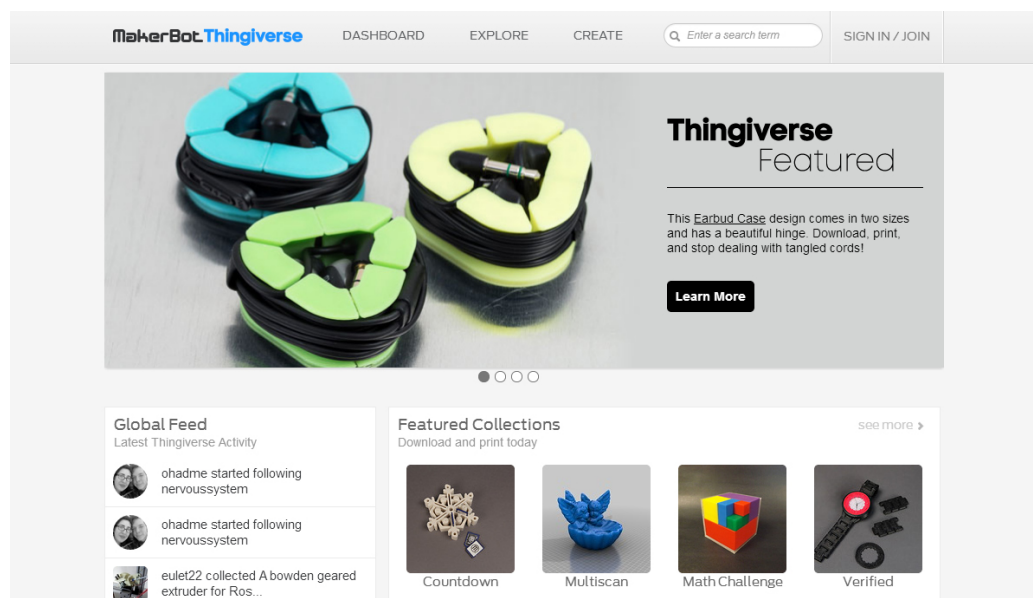 MakerBot Thingiverse
DASHBOARD
EXPLORE
CREATE
Enter a search term
SIGN IN / JOIN
Thingiverse
Featured
This Earbud Case design comes in two sizes
and has a beautiful hinge. Download, print,
and stop dealing with tangled cords!
Learn More
Global Feed
Latest Thingiverse Activity
ohadme started following
nervoussystem
ohadme started following
nervoussystem
eulet22 collected A bowden geared
extruder for Ros...
Featured Collections
see more
Download and print today
Countdown
Multiscan
Math Challenge
Verified